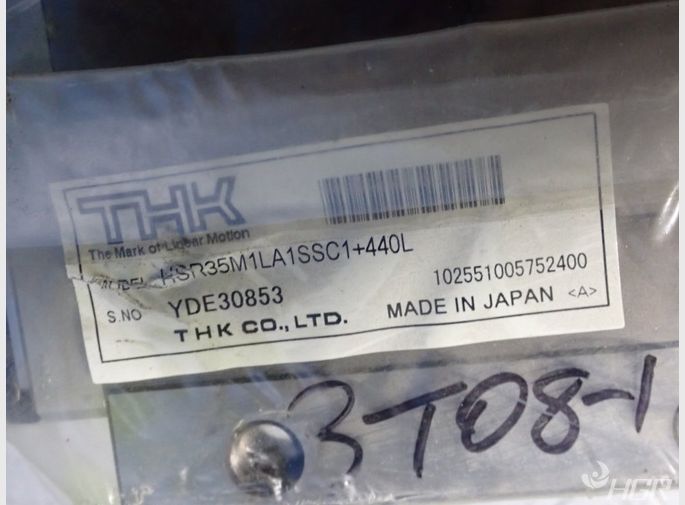 THK
The Mark of Linear Motion
MODEL HSR35M1LA1SSC1+440L
S.NO YDE30853
102551005752400
THK CO.,LTD.
MADE IN JAPAN <A>
3T08-1
HGR